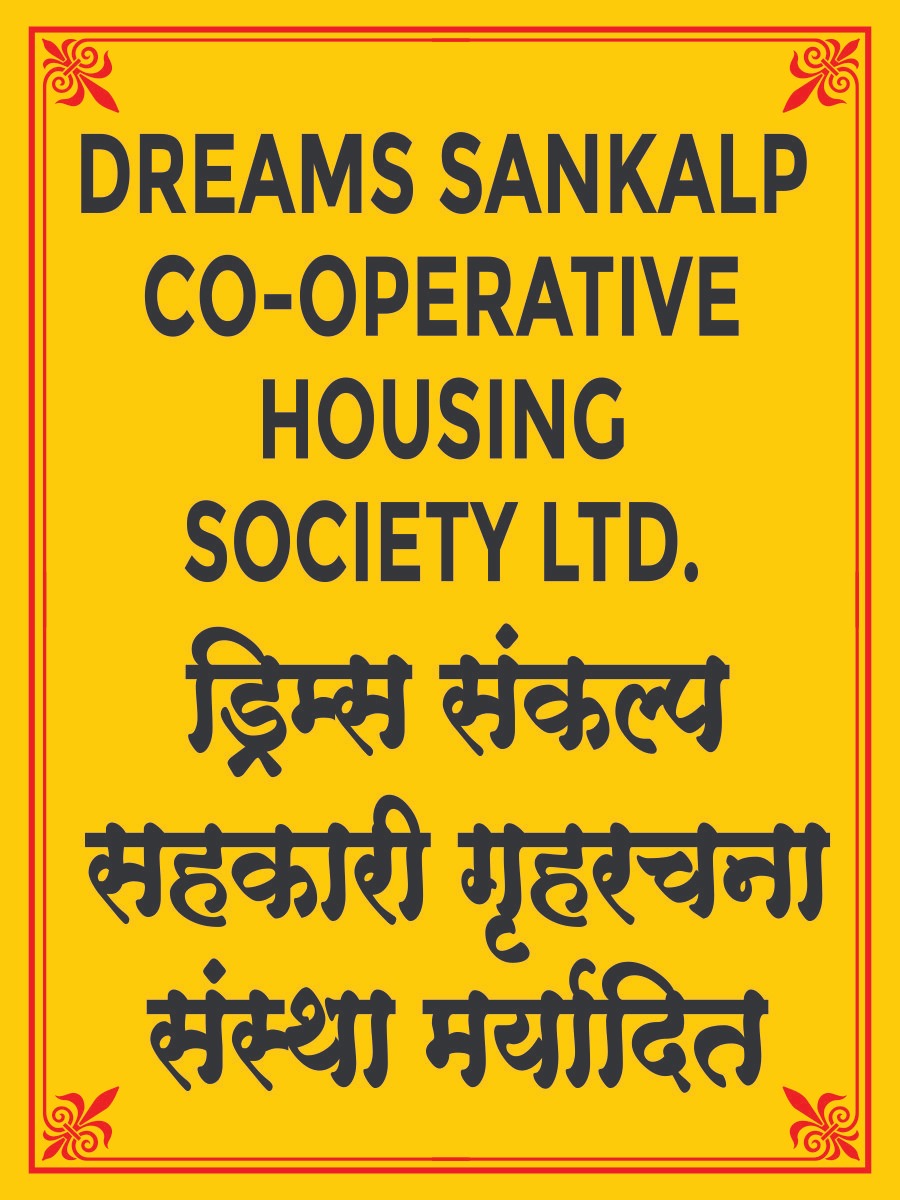 DREAMS SANKALP
CO-OPERATIVE
HOUSING
SOCIETY LTD.
ड्रिम्स संकल्प
सहकारी गृहरचना
संस्था मर्यादित